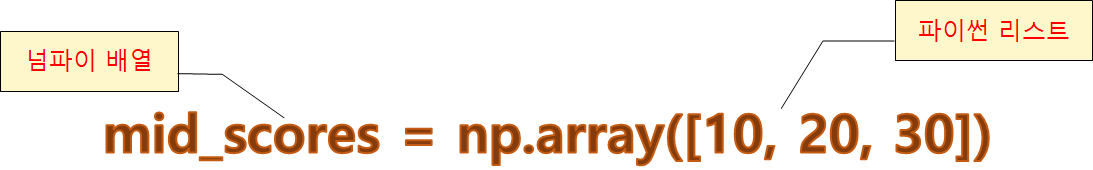 파이썬 리스트
넘파이 배열
mid_scores = np.array([10, 20, 30])